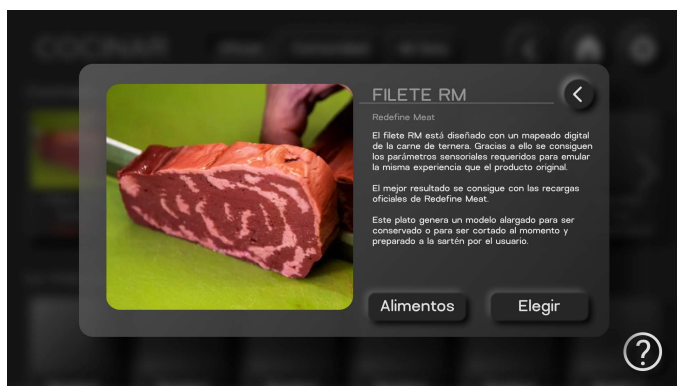 COCINAR
FILETE RM
Redefine Meat
El filete RM está diseñado con un mapeado digital
de la carne de ternera. Gracias a ello se consiguen
los parámetros sensoriales requeridos para emular
la misma experiencia que el producto original.
El mejor resultado se consigue con las recargas
oficiales de Redefine Meat.
Este plato genera un modelo alargado para ser
conservado o para ser cortado al momento y
preparado a la sartén por el usuario.
Alimentos
Elegir
?